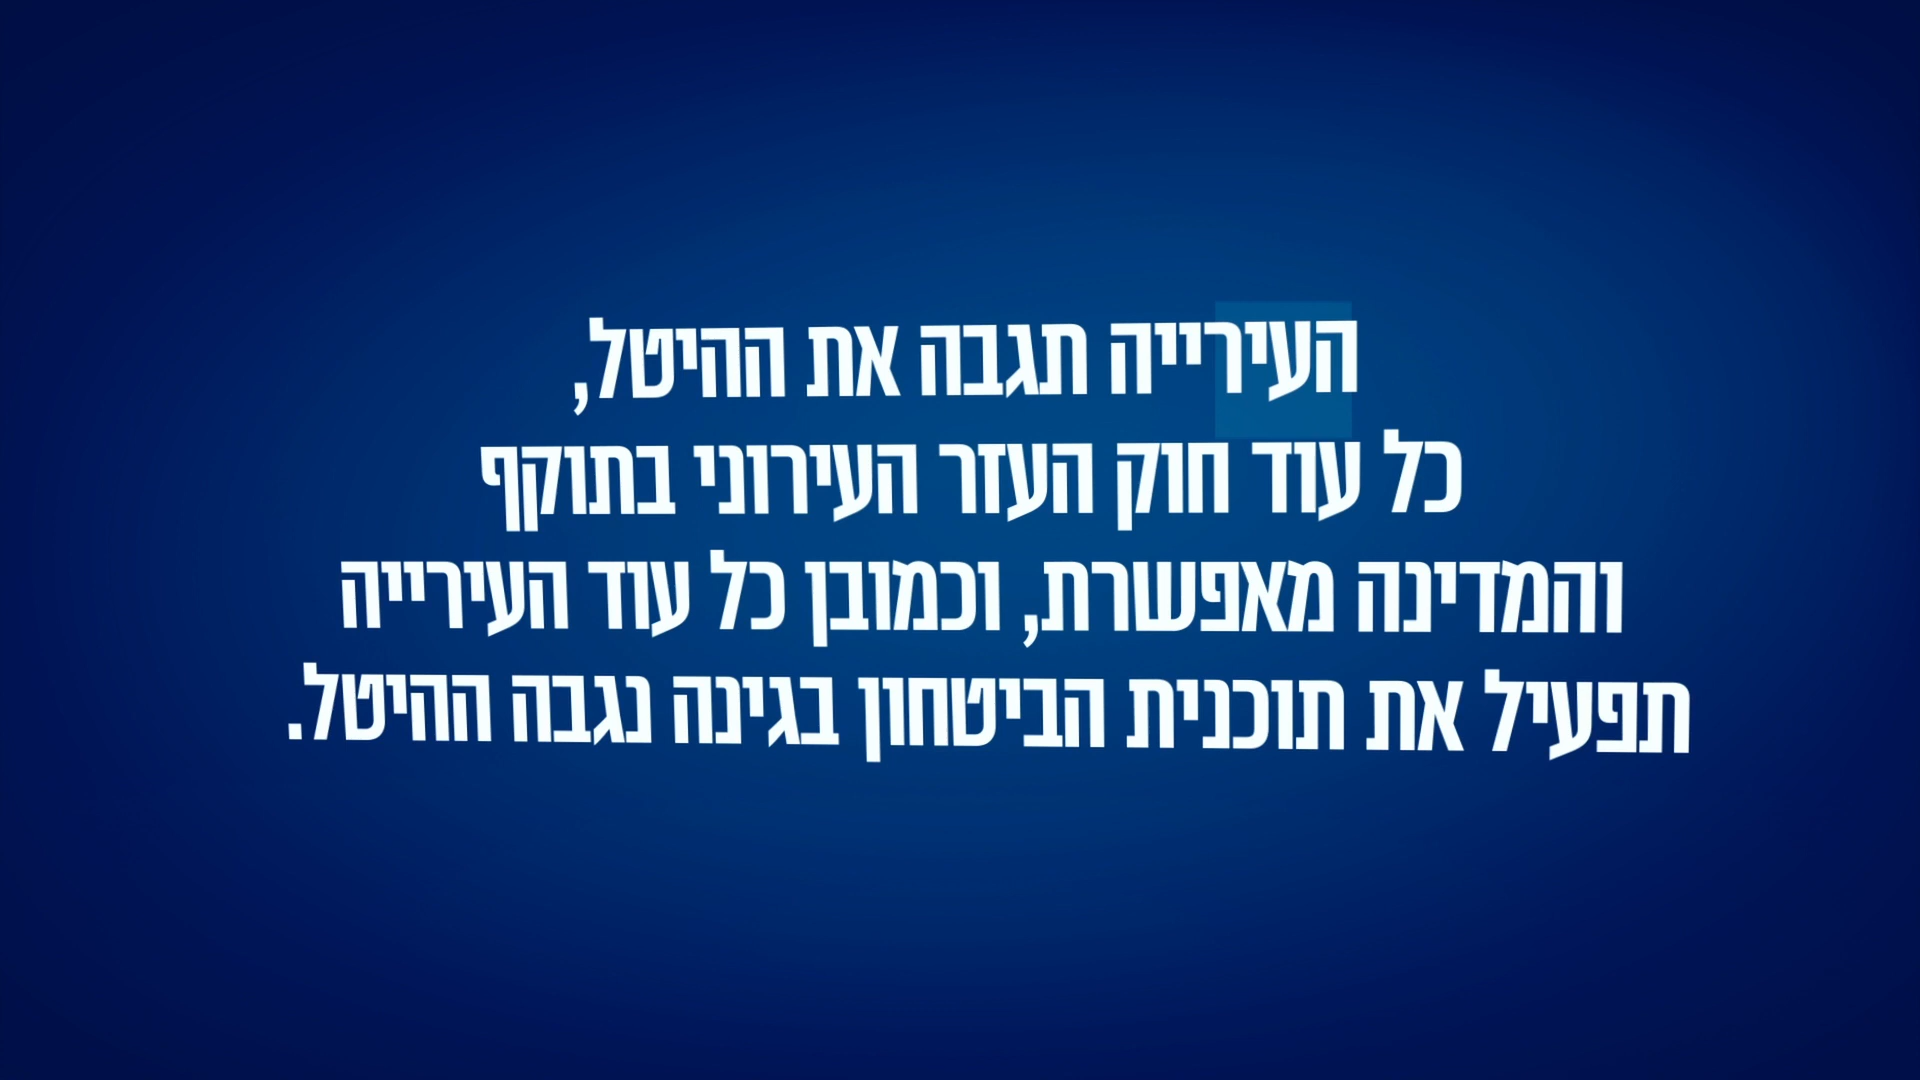 העירייה תגבה את ההיטל,
כל עוד חוק העזר העירוני בתוקף
והמדינה מאפשרת, וכמובן כל עוד העירייה
תפעיל את תוכנית הביטחון בגינה נגבה ההיטל.